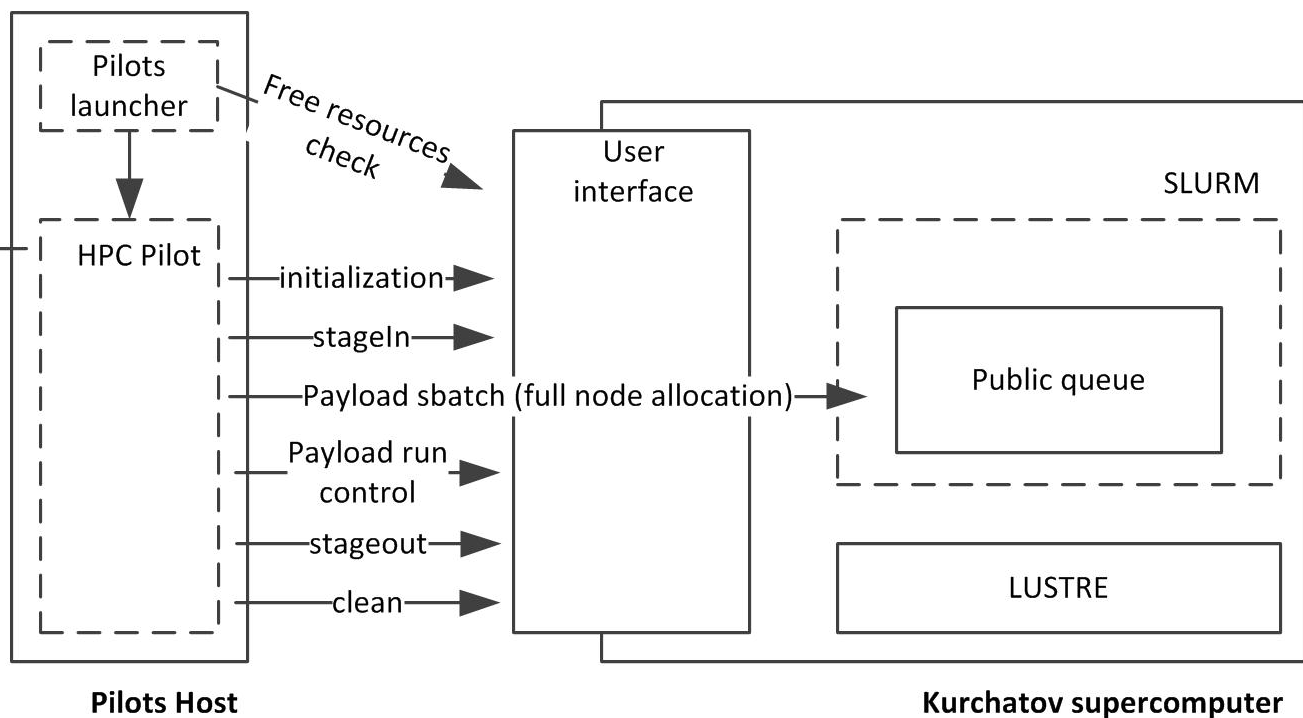 Pilots
launcher
Free resources
check
HPC Pilot
initialization
stageIn
Payload sbatch (full node allocation)
Payload run
control
stageout
clean
User
interface
SLURM
Public queue
LUSTRE
Pilots Host
Kurchatov supercomputer